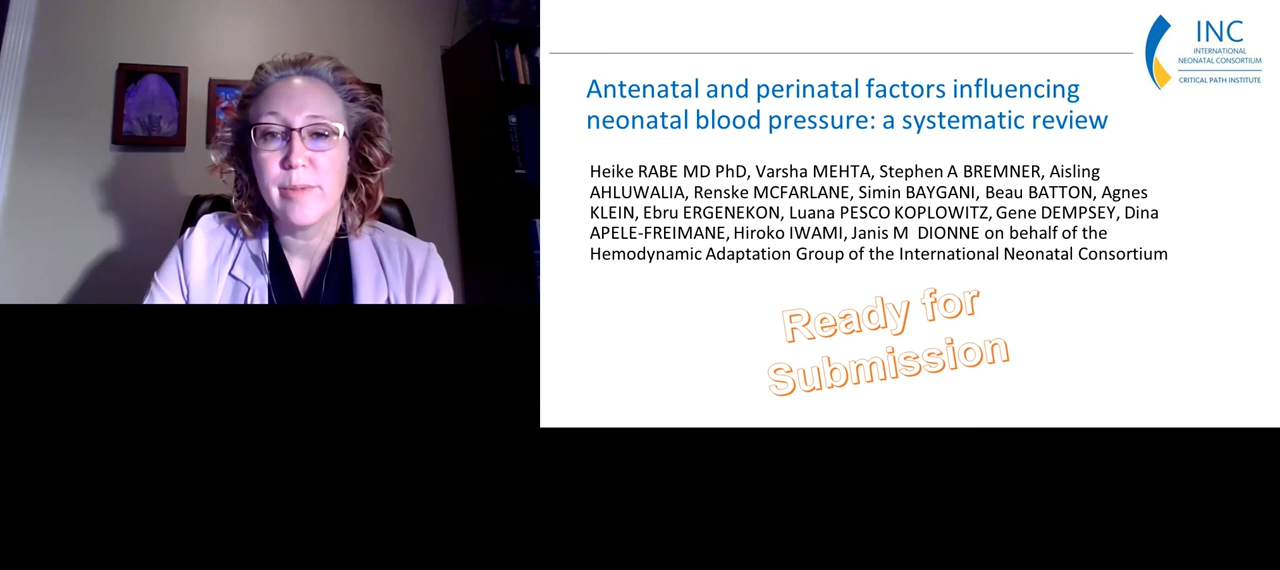 INC
INTERNATIONAL
NEONATAL CONSORTIUM
CRITICAL PATH INSTITUTE
Antenatal and perinatal factors influencing
neonatal blood pressure: a systematic review
Heike RABE MD PhD, Varsha MEHTA, Stephen A BREMNER, Aisling
AHLUWALIA, Renske MCFARLANE, Simin BAYGANI, Beau BATTON, Agnes
KLEIN, Ebru ERGENEKON, Luana PESCO KOPLOWITZ, Gene DEMPSEY, Dina
APELE-FREIMANE, Hiroko IWAMI, Janis M DIONNE on behalf of the
Hemodynamic Adaptation Group of the International Neonatal Consortium
Ready for
Submission